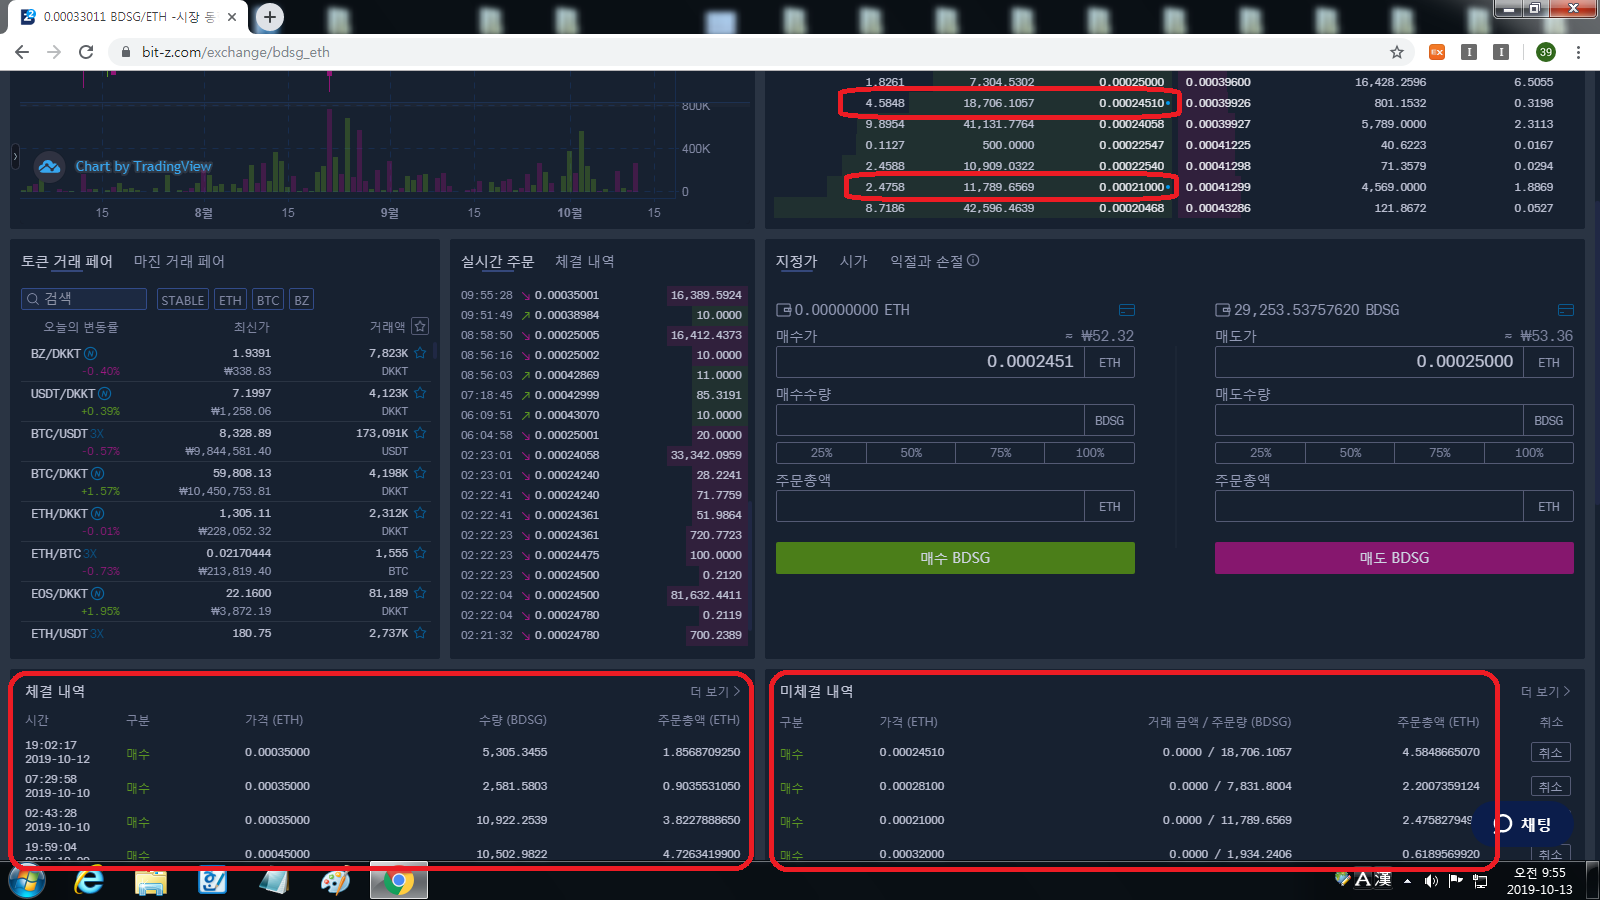 0.00033011 BDSG/ETH -시장 동
bit-z.com/exchange/bdsg_eth
39
800K
400K
0
Chart by TradingView
15 8월 15 9월 15 10월 15
1.8261 7,304.5302 0.00025000 0.00039600 16,428.2596 6.5055
4.5848 18,706.1057 0.00024510 0.00039926 801.1532 0.3198
9.8954 41,131.7764 0.00024058 0.00039927 5,789.0000 2.3113
0.1127 500.0000 0.00022547 0.00041225 40.6223 0.0167
2.4588 10,909.0322 0.00022540 0.00041298 71.3579 0.0294
2.4758 11,789.6569 0.00021000 0.00041299 4,569.0000 1.8869
8.7186 42,596.4639 0.00020468 0.00043286 121.8672 0.0527
토큰 거래 페어 마진 거래 페어
검색 STABLE ETH BTC BZ
오늘의 변동률 최신가 거래액
BZ/DKKT N 1.9391 7,823K
-0.40% ₩338.83 DKKT
USDT/DKKT N 7.1997 4,123K
+0.39% ₩1,258.06 DKKT
BTC/USDT 3X 8,328.89 173,091K
-0.57% ₩9,844,581.40 USDT
BTC/DKKT N 59,808.13 4,198K
+1.57% ₩10,450,753.81 DKKT
ETH/DKKT N 1,305.11 2,312K
-0.01% ₩228,052.32 DKKT
ETH/BTC 3X 0.02170444 1,555
-0.73% ₩213,819.40 BTC
EOS/DKKT N 22.1600 81,189
+1.95% ₩3,872.19 DKKT
ETH/USDT 3X 180.75 2,737K
실시간 주문 체결 내역
09:55:28 ↘ 0.00035001 16,389.5924
09:51:49 ↗ 0.00038984 10.0000
08:58:50 ↘ 0.00025005 16,412.4373
08:56:16 ↘ 0.00025002 10.0000
08:56:03 ↗ 0.00042869 11.0000
07:18:45 ↗ 0.00042999 85.3191
06:09:51 ↗ 0.00043070 10.0000
06:04:58 ↘ 0.00025001 20.0000
02:23:01 ↘ 0.00024058 33,342.0959
02:23:01 ↘ 0.00024240 28.2241
02:22:41 ↘ 0.00024240 71.7759
02:22:41 ↘ 0.00024361 51.9864
02:22:23 ↘ 0.00024361 720.7723
02:22:23 ↘ 0.00024475 100.0000
02:22:23 ↘ 0.00024500 0.2120
02:22:04 ↘ 0.00024500 81,632.4411
02:22:04 ↘ 0.00024780 0.2119
02:21:32 ↘ 0.00024780 700.2389
지정가 시가 익절과 손절
0.00000000 ETH
매수가 ≈ ₩52.32
0.0002451 ETH
매수수량
BDSG
25% 50% 75% 100%
주문총액
ETH
매수 BDSG
29,253.53757620 BDSG
매도가 ≈ ₩53.36
0.00025000 ETH
매도수량
BDSG
25% 50% 75% 100%
주문총액
ETH
매도 BDSG
체결 내역 더 보기 >
시간 구분 가격 (ETH) 수량 (BDSG) 주문총액 (ETH)
19:02:17
2019-10-12 매수 0.00035000 5,305.3455 1.8568709250
07:29:58
2019-10-10 매수 0.00035000 2,581.5803 0.9035531050
02:43:28
2019-10-10 매수 0.00035000 10,922.2539 3.8227888650
19:59:04
매수 0.00045000 10,502.9822 4.7263419900
미체결 내역 더 보기 >
구분 가격 (ETH) 거래 금액 / 주문량 (BDSG) 주문총액 (ETH) 취소
매수 0.00024510 0.0000 / 18,706.1057 4.5848665070 취소
매수 0.00028100 0.0000 / 7,831.8004 2.2007359124 취소
매수 0.00021000 0.0000 / 11,789.6569 2.475827949
매수 0.00032000 0.0000 / 1,934.2406 0.6189569920 취소
채팅
A 漢
오전 9:55
2019-10-13